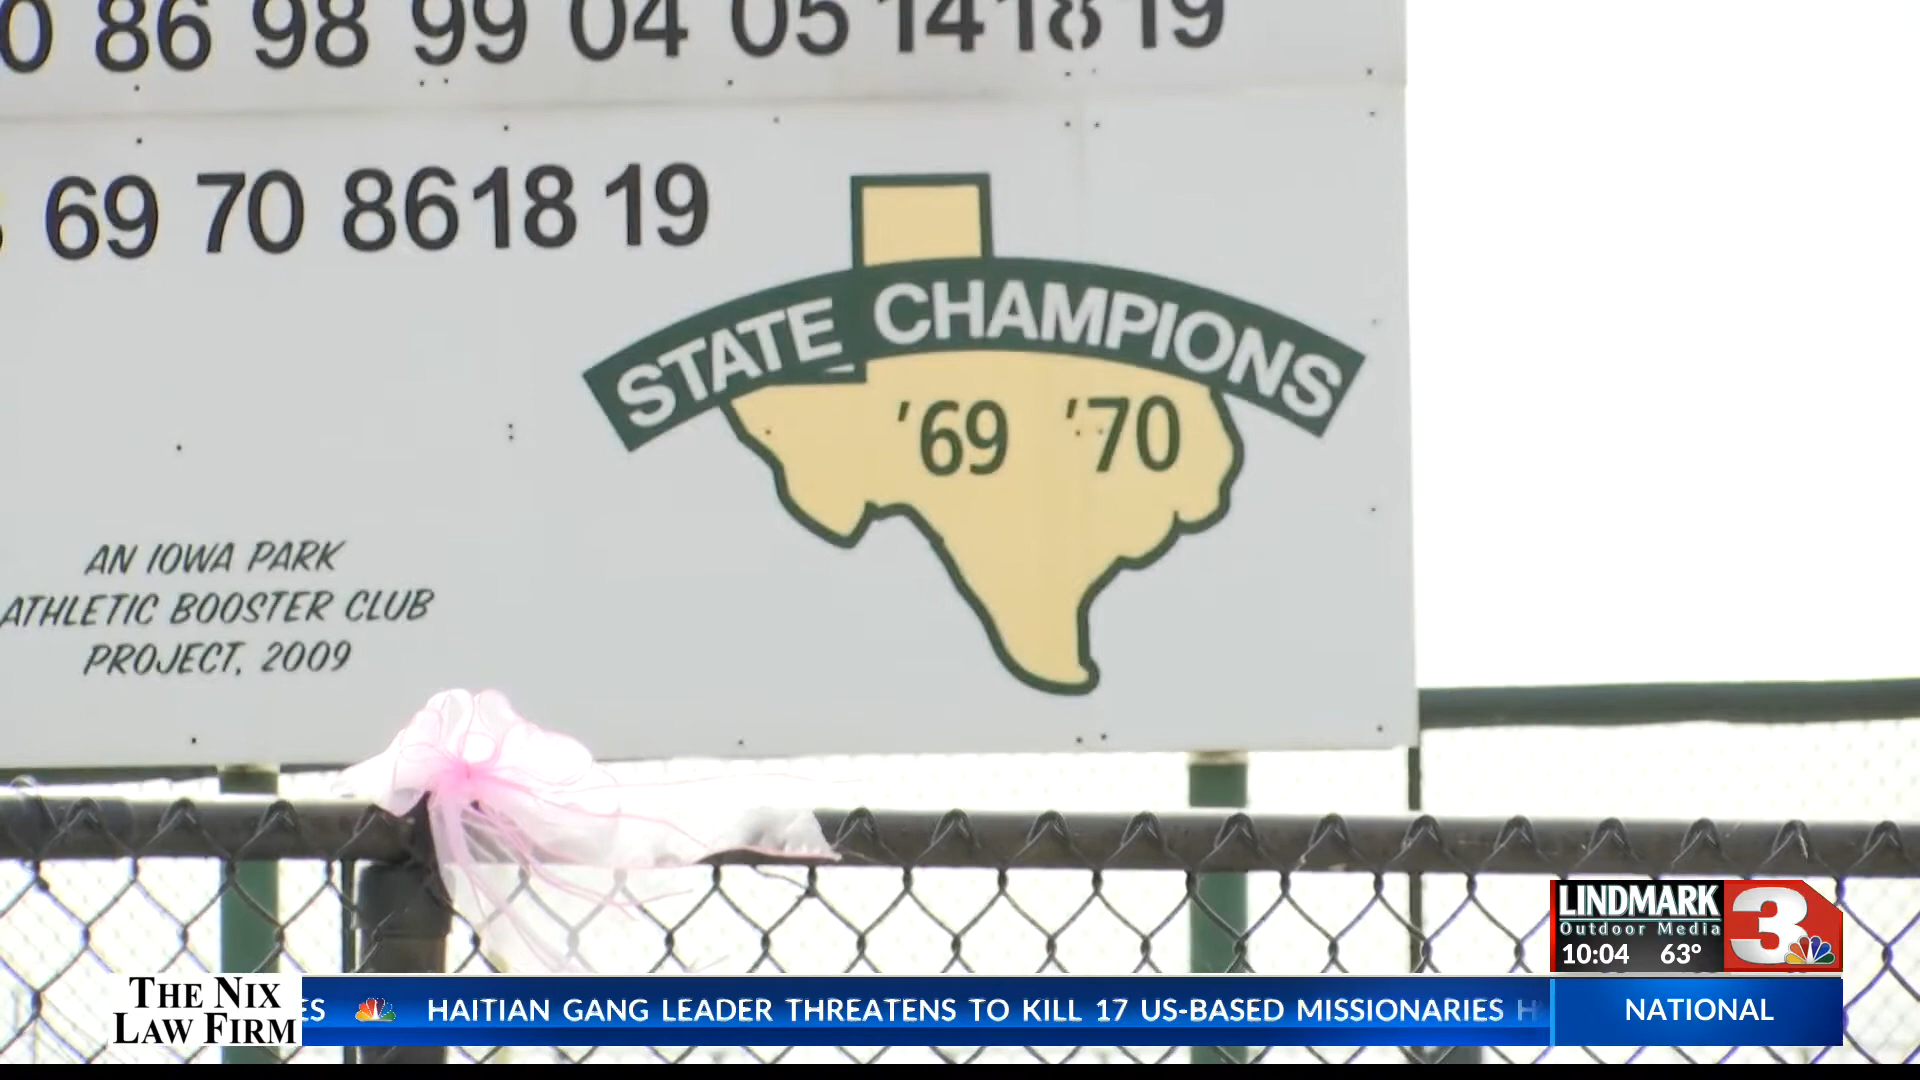 0 86 98 99 04 05 14 18 19
69 70 86 18 19
STATE CHAMPIONS
'69 '70
AN IOWA PARK
ATHLETIC BOOSTER CLUB
PROJECT, 2009
LINDMARK
Outdoor Media
10:04 63°
3
THE NIX
LAW FIRM
ES HAITIAN GANG LEADER THREATENS TO KILL 17 US-BASED MISSIONARIES H
NATIONAL